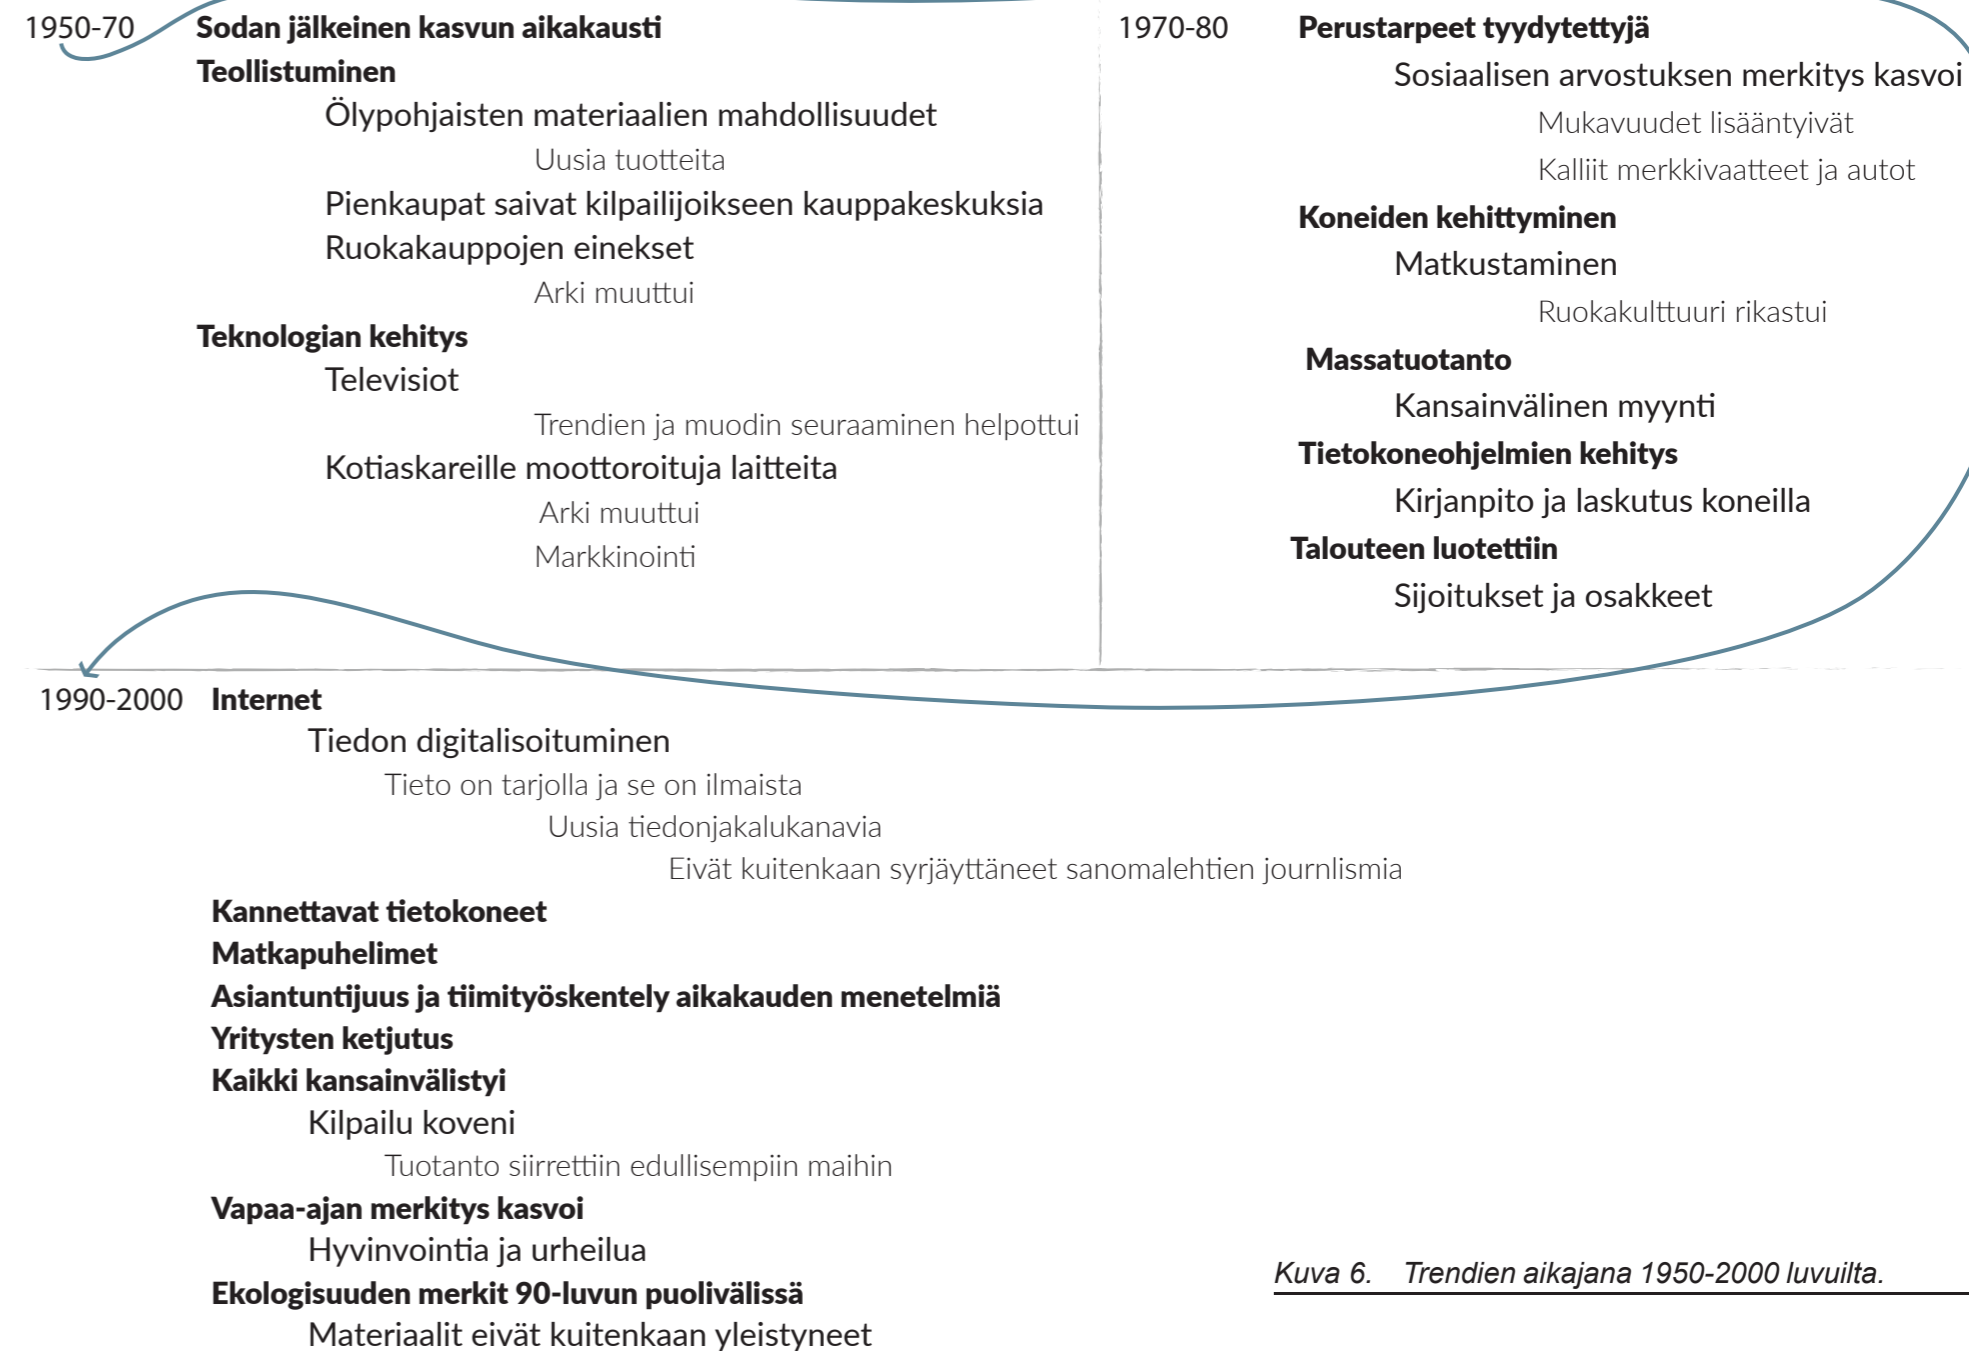 1950-70 Sodan jälkeinen kasvun aikakausti
Teollistuminen
Ölypohjaisten materiaalien mahdollisuudet
Uusia tuotteita
Pienkaupat saivat kilpailijoikseen kauppakeskuksia
Ruokakauppojen einekset
Arki muuttui
Teknologian kehitys
Televisiot
Trendien ja muodin seuraaminen helpottui
Kotiaskareille moottoroituja laitteita
Arki muuttui
Markkinointi
1970-80 Perustarpeet tyydytettyjä
Sosiaalisen arvostuksen merkitys kasvoi
Mukavuudet lisääntyivät
Kalliit merkkivaatteet ja autot
Koneiden kehittyminen
Matkustaminen
Ruokakulttuuri rikastui
Massatuotanto
Kansainvälinen myynti
Tietokoneohjelmien kehitys
Kirjanpito ja laskutus koneilla
Talouteen luotettiin
Sijoitukset ja osakkeet
1990-2000 Internet
Tiedon digitalisoituminen
Tieto on tarjolla ja se on ilmaista
Uusia tiedonjakalukanavia
Eivät kuitenkaan syrjäyttäneet sanomalehtien journlismia
Kannettavat tietokoneet
Matkapuhelimet
Asiantuntijuus ja tiimityöskentely aikakauden menetelmiä
Yritysten ketjutus
Kaikki kansainvälistyi
Kilpailu koveni
Tuotanto siirrettiin edullisempiin maihin
Vapaa-ajan merkitys kasvoi
Hyvinvointia ja urheilua
Ekologisuuden merkit 90-luvun puolivälissä
Materiaalit eivät kuitenkaan yleistyneet
Kuva 6. Trendien aikajana 1950-2000 luvuilta.